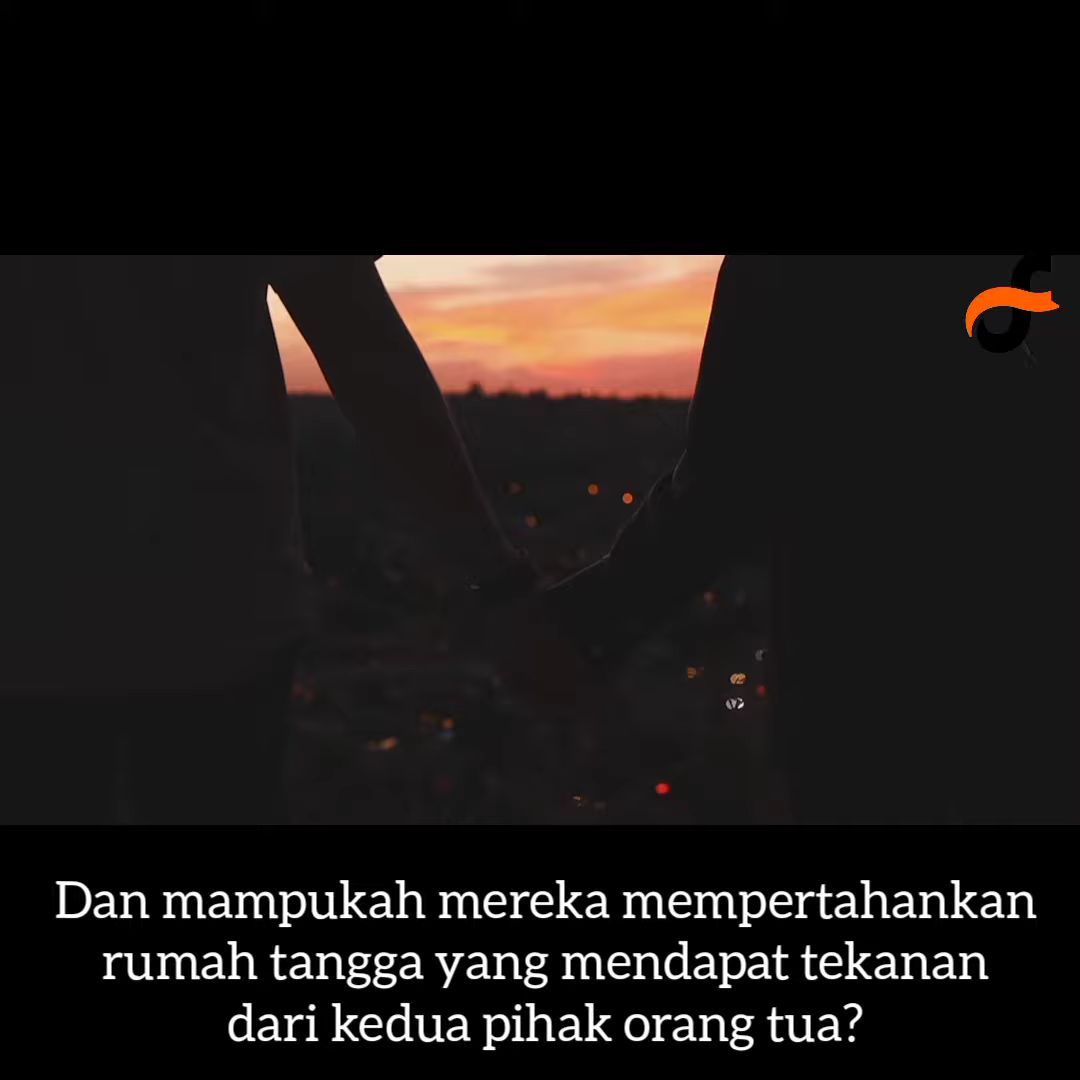 Dan mampukah mereka mempertahankan
rumah tangga yang mendapat tekanan
dari kedua pihak orang tua?